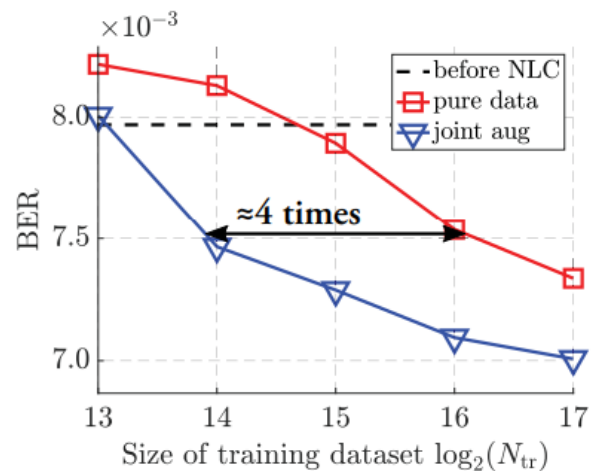 ×10⁻³
before NLC
pure data
joint aug
8.0
7.5
7.0
BER
≈4 times
13 14 15 16 17
Size of training dataset log₂(Nₜᵣ)